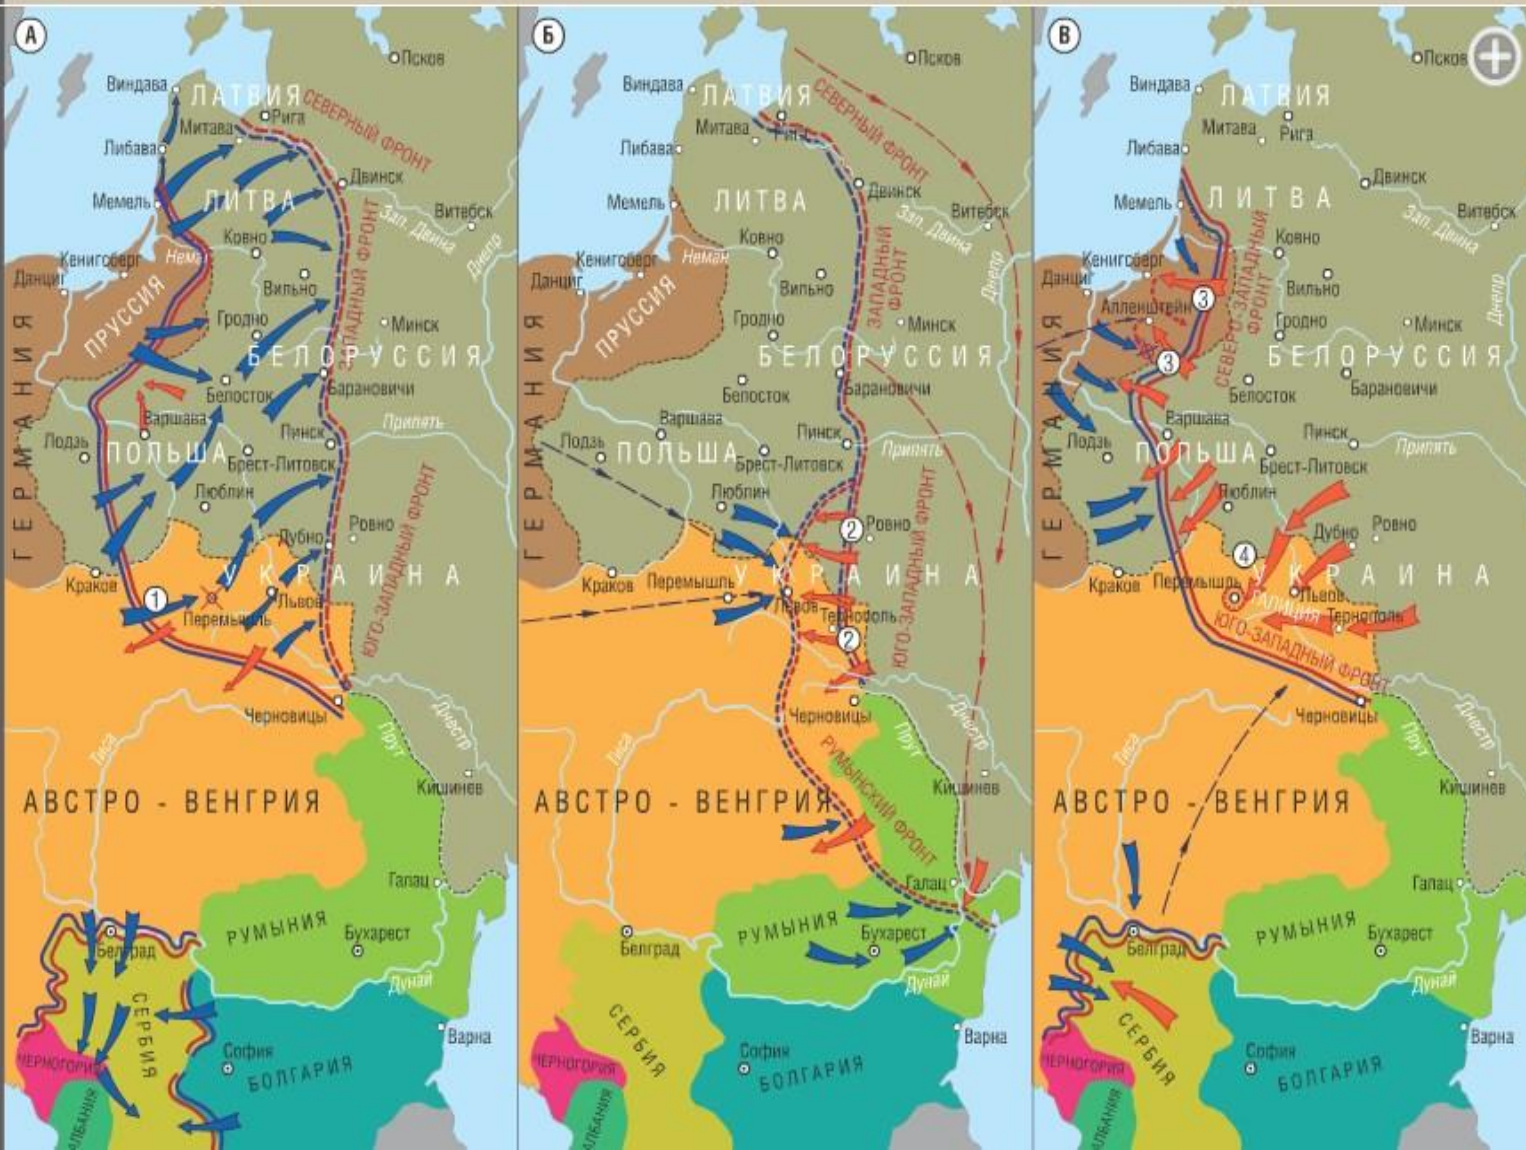 А
Псков
Виндава
ЛАТВИЯ
СЕВЕРНЫЙ ФРОНТ
Рига
Митава
Либава
Двинск
Мемель
ЛИТВА
Витебск
Зап. Двина
Днепр
ЗАПАДНЫЙ ФРОНТ
Ковно
Кенигсберг
Данциг
Вильно
ПРУССИЯ
Гродно
Минск
БЕЛОРУССИЯ
ГЕРМАНИЯ
Белосток
Барановичи
Варшава
Припять
Лодзь
ПОЛЬША
Пинск
Брест-Литовск
Люблин
ЮГО-ЗАПАДНЫЙ ФРОНТ
Ровно
Дубно
Краков
УКРАИНА
1
Львов
Перемышль
Черновицы
Днестр
Прут
Тиса
АВСТРО - ВЕНГРИЯ
Кишинев
Галац
РУМЫНИЯ
Белград
Бухарест
Дунай
СЕРБИЯ
Варна
ЧЕРНОГОРИЯ
София
БОЛГАРИЯ
АЛБАНИЯ
Б
Псков
Виндава
ЛАТВИЯ
СЕВЕРНЫЙ ФРОНТ
Митава
Рига
Либава
Двинск
Мемель
ЛИТВА
Витебск
Зап. Двина
Ковно
ЗАПАДНЫЙ
ФРОНТ
Днепр
Кенигсберг
Неман
Данциг
Вильно
ПРУССИЯ
Гродно
Минск
БЕЛОРУССИЯ
ГЕРМАНИЯ
Белосток
Барановичи
Варшава
Лодзь
Пинск
Припять
ПОЛЬША
Брест-Литовск
Люблин
ЮГО-ЗАПАДНЫЙ ФРОНТ
2
Ровно
Краков
Перемышль
УКРАИНА
Львов
Тернополь
2
Черновицы
Днестр
Прут
Тиса
РУМЫНСКИЙ ФРОНТ
АВСТРО - ВЕНГРИЯ
Кишинев
Галац
РУМЫНИЯ
Белград
Бухарест
Дунай
СЕРБИЯ
Варна
ЧЕРНОГОРИЯ
София
БОЛГАРИЯ
АЛБАНИЯ
В
Псков
Виндава
ЛАТВИЯ
Митава
Рига
Либава
Двинск
Мемель
ЛИТВА
Витебск
Зап. Двина
Ковно
Кенигсберг
Данциг
СЕВЕРО-ЗАПАДНЫЙ
ФРОНТ
Вильно
Днепр
3
Алленштейн
Гродно
Минск
БЕЛОРУССИЯ
3
ГЕРМАНИЯ
Белосток
Барановичи
Варшава
Лодзь
Пинск
Припять
ПОЛЬША
Брест-Литовск
Люблин
Дубно
Ровно
4
Краков
Перемышль
УКРАИНА
Львов
ГАЛИЦИЯ
Тернополь
ЮГО-ЗАПАДНЫЙ ФРОНТ
Черновицы
Днестр
Прут
Тиса
АВСТРО - ВЕНГРИЯ
Кишинев
Галац
РУМЫНИЯ
Белград
Бухарест
Дунай
СЕРБИЯ
Варна
ЧЕРНОГОРИЯ
София
БОЛГАРИЯ
АЛБАНИЯ